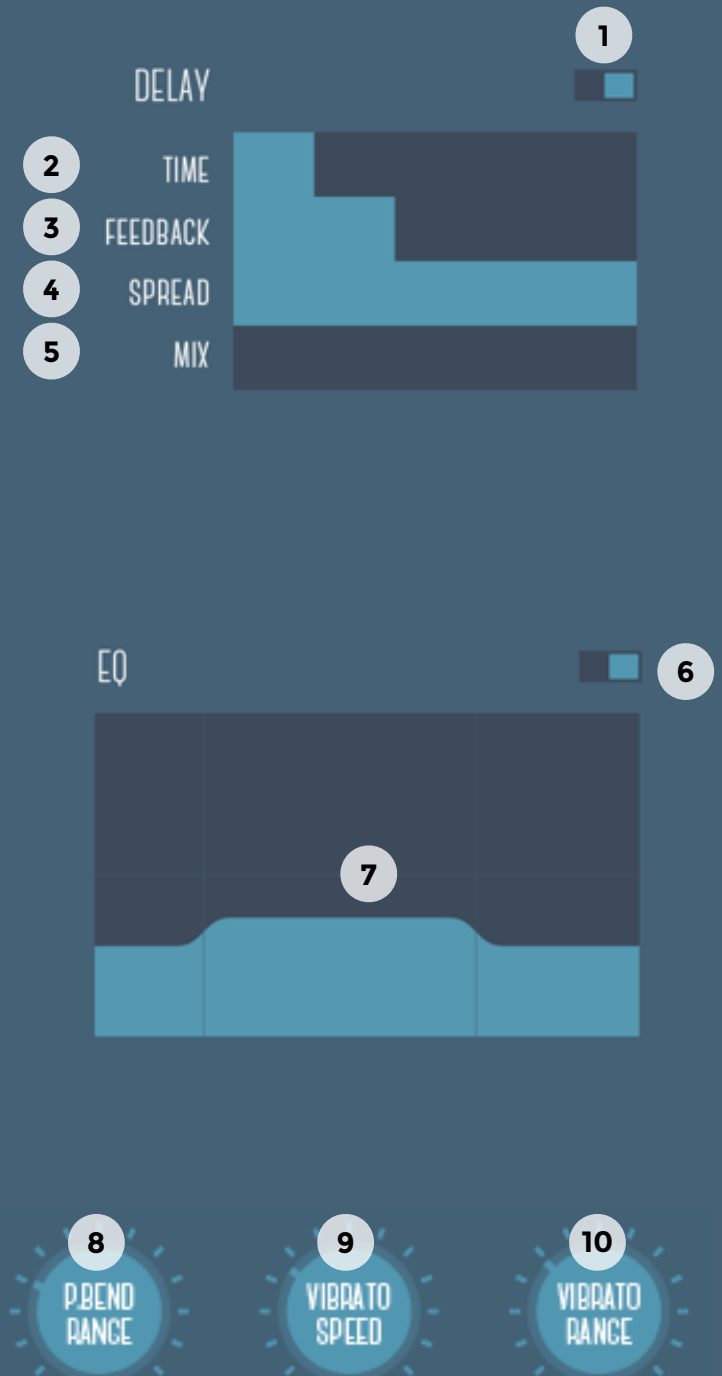 1
DELAY
2 TIME
3 FEEDBACK
4 SPREAD
5 MIX
EQ 6
7
8 9 10
P.BEND VIBRATO VIBRATO
RANGE SPEED RANGE